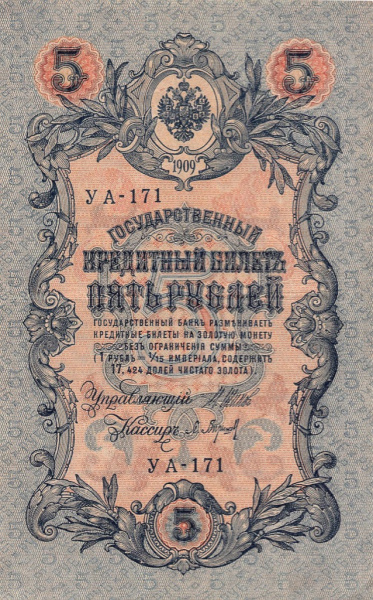 5 5
1909
УА-171
ГОСУДАРСТВЕННЫЙ
КРЕДИТНЫЙ БИЛЕТЪ
ПЯТЬ РУБЛЕЙ
ГОСУДАРСТВЕННЫЙ БАНКЪ РАЗМѢНИВАЕТЪ
КРЕДИТНЫЕ БИЛЕТЫ НА ЗОЛОТУЮ МОНЕТУ
БЕЗЪ ОГРАНИЧЕНІЯ СУММЫ
(1 РУБЛЬ = 1/15 ИМПЕРІАЛА, СОДЕРЖИТЪ
17,424 ДОЛЕЙ ЧИСТАГО ЗОЛОТА).
Управляющій
Кассиръ
УА-171
5